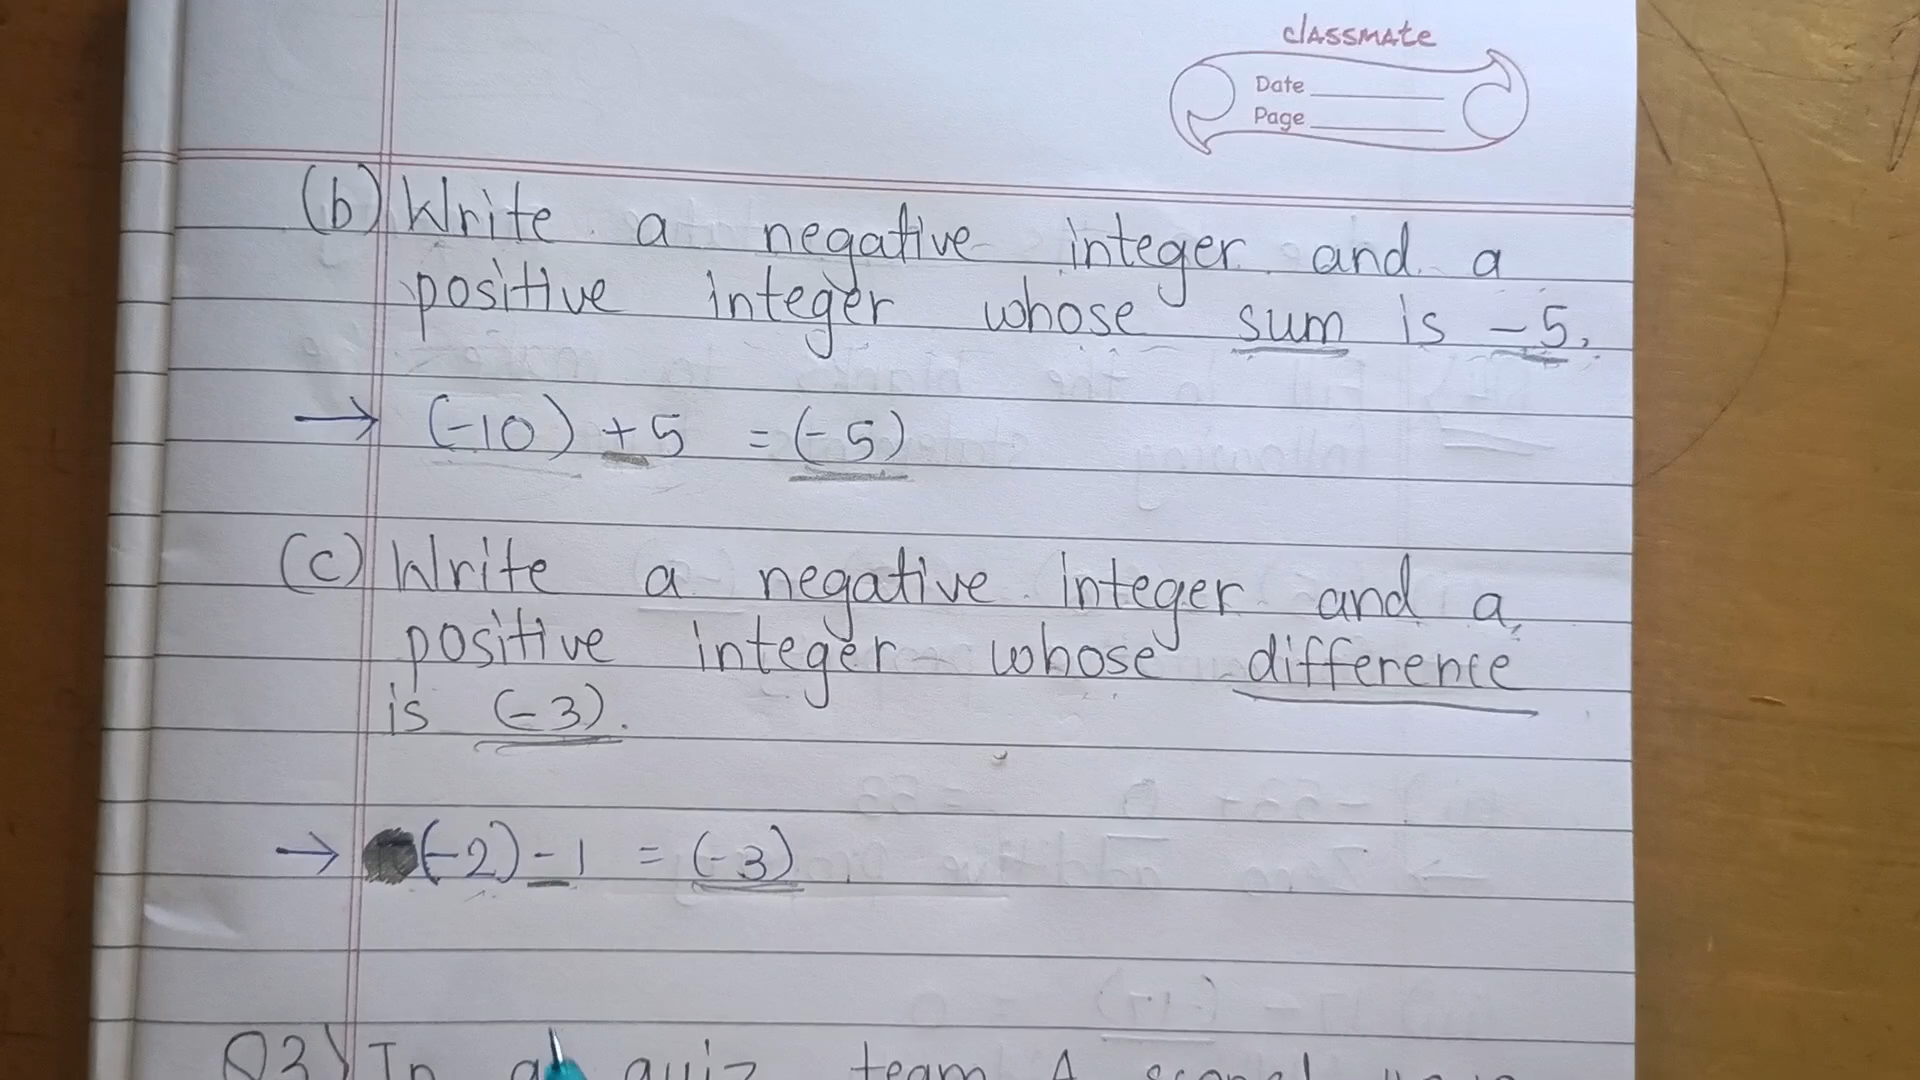 classmate
Date
Page
(b) Write a negative integer and a
positive integer whose sum is -5.
→ (-10) + 5 = (-5)
(c) Write a negative integer and a
positive integer whose difference
is (-3).
→ (-2) - 1 = (-3)
Q3) In a quiz team A scored